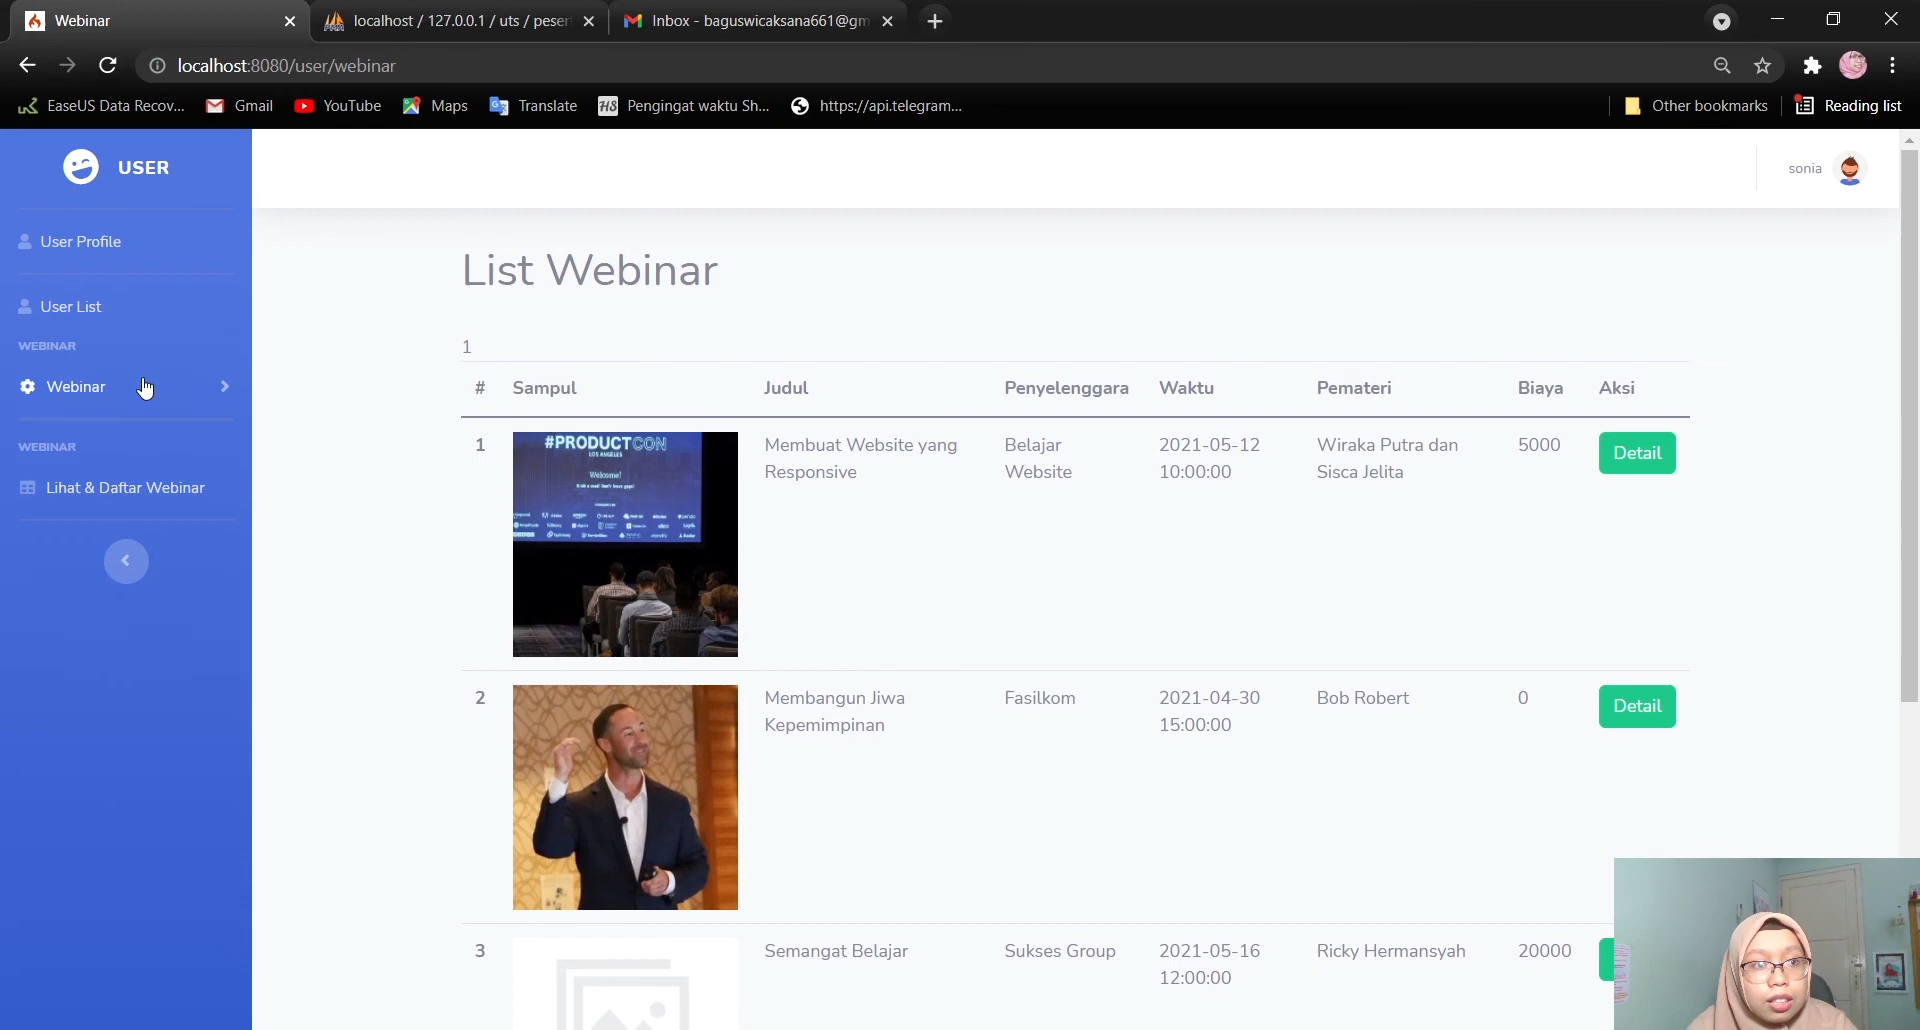 Webinar
localhost / 127.0.0.1 / uts / peser
Inbox - baguswicaksana661@gm
localhost:8080/user/webinar
EaseUS Data Recov...
Gmail
YouTube
Maps
Translate
HS Pengingat waktu Sh...
https://api.telegram...
Other bookmarks
Reading list
USER
sonia
User Profile
User List
WEBINAR
Webinar
WEBINAR
Lihat & Daftar Webinar
List Webinar
1
# Sampul Judul Penyelenggara Waktu Pemateri Biaya Aksi
1 Membuat Website yang Belajar 2021-05-12 Wiraka Putra dan 5000 Detail
Responsive Website 10:00:00 Sisca Jelita
#PRODUCTCON
LOS ANGELES
Welcome!
2 Membangun Jiwa Fasilkom 2021-04-30 Bob Robert 0 Detail
Kepemimpinan 15:00:00
3 Semangat Belajar Sukses Group 2021-05-16 Ricky Hermansyah 20000
12:00:00